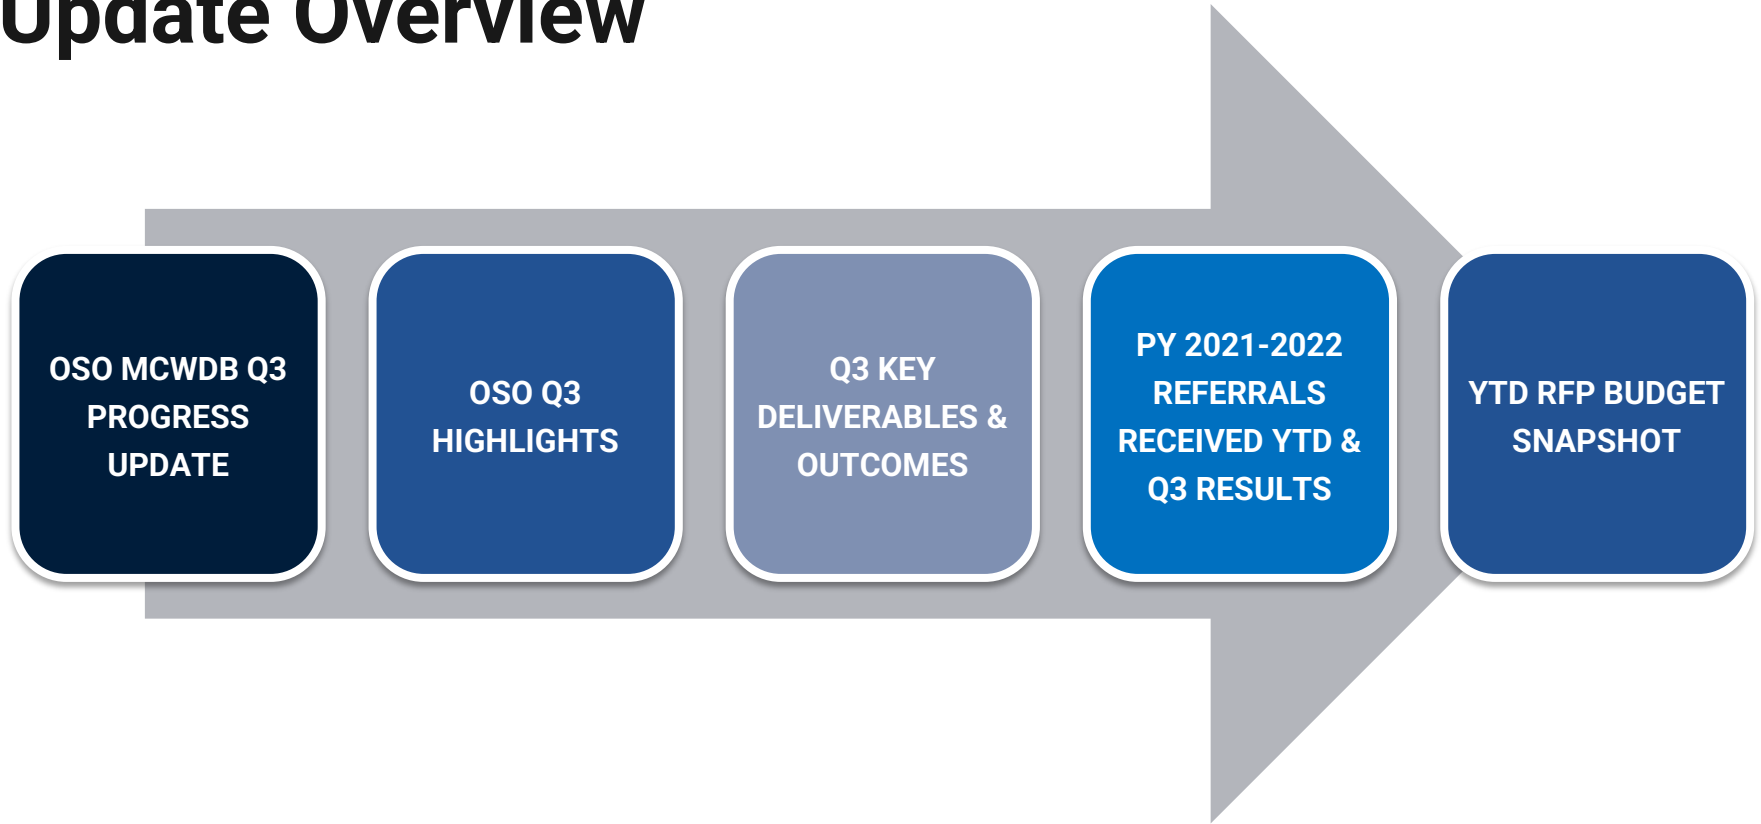 Update Overview
OSO MCWDB Q3
PROGRESS
UPDATE
OSO Q3
HIGHLIGHTS
Q3 KEY
DELIVERABLES &
OUTCOMES
PY 2021-2022
REFERRALS
RECEIVED YTD &
Q3 RESULTS
YTD RFP BUDGET
SNAPSHOT